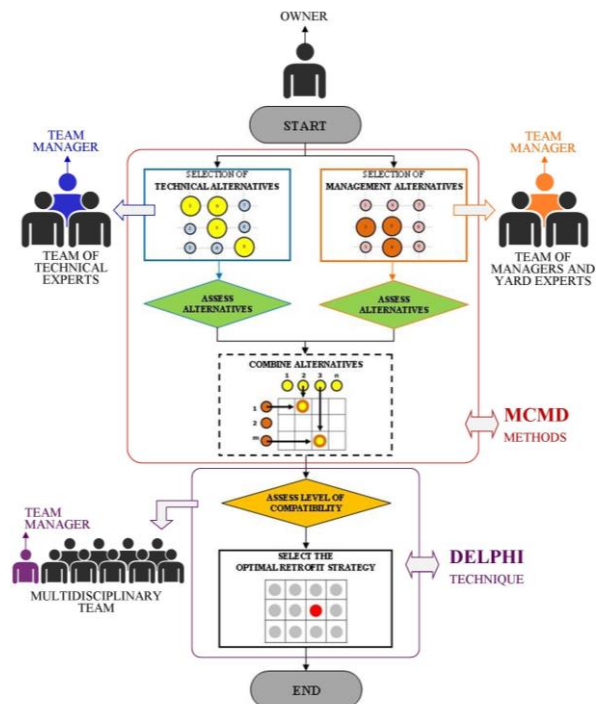 OWNER
START
TEAM
MANAGER
TEAM OF
TECHNICAL
EXPERTS
SELECTION OF
TECHNICAL ALTERNATIVES
SELECTION OF
MANAGEMENT ALTERNATIVES
TEAM
MANAGER
TEAM OF
MANAGERS AND
YARD EXPERTS
ASSESS
ALTERNATIVES
ASSESS
ALTERNATIVES
COMBINE ALTERNATIVES
1 2 3 n
1
2
m
MCMD
METHODS
ASSESS LEVEL OF
COMPATIBILITY
TEAM
MANAGER
MULTIDISCIPLINARY
TEAM
SELECT THE
OPTIMAL RETROFIT STRATEGY
DELPHI
TECHNIQUE
END